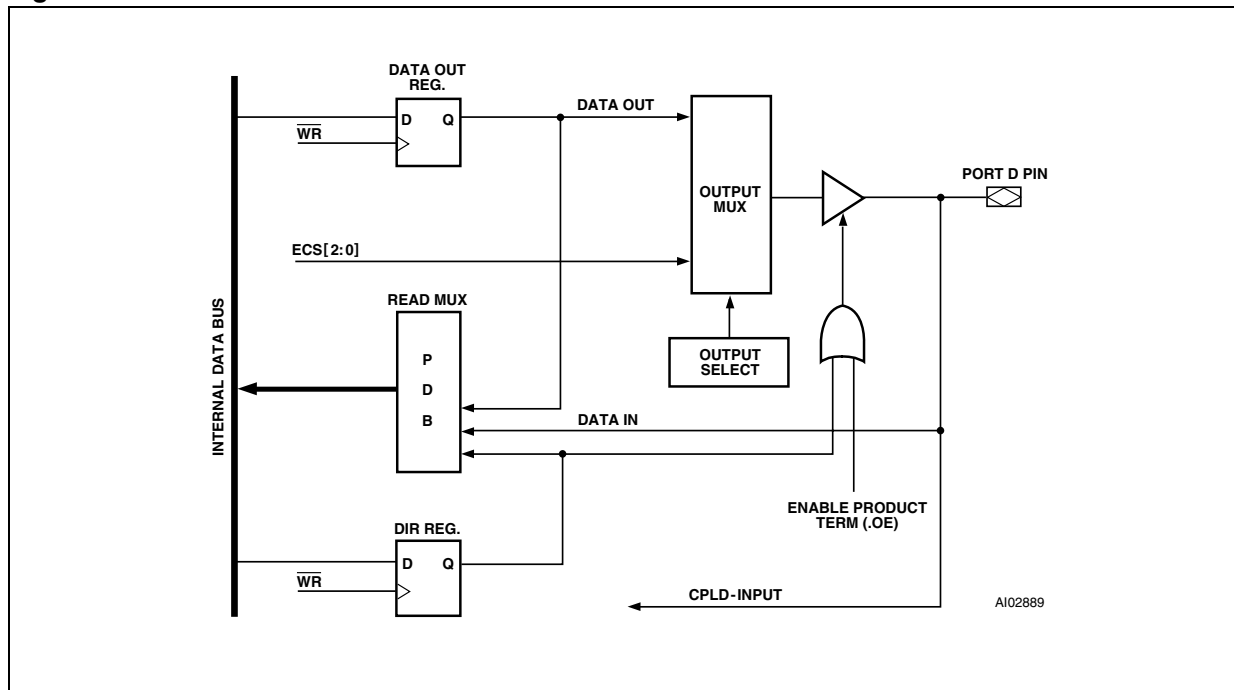 DATA OUT
REG.
D Q
WR
DATA OUT
OUTPUT
MUX
PORT D PIN
ECS[2:0]
READ MUX
P
D
B
OUTPUT
SELECT
INTERNAL DATA BUS
DATA IN
ENABLE PRODUCT
TERM (.OE)
DIR REG.
D Q
WR
CPLD-INPUT
AI02889